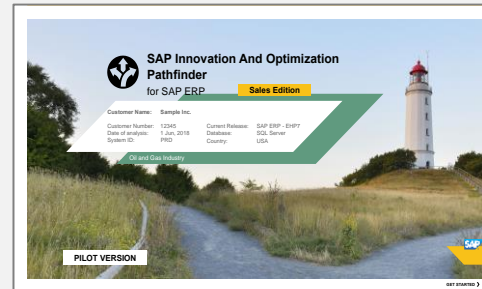 SAP Innovation And Optimization
Pathfinder
for SAP ERP
Sales Edition
Customer Name: Sample Inc.
Customer Number: 12345 Current Release: SAP ERP - EHP7
Date of analysis: 1 Jun, 2018 Database: SQL Server
System ID: PRD Country: USA
Oil and Gas Industry
PILOT VERSION
SAP
GET STARTED ❯